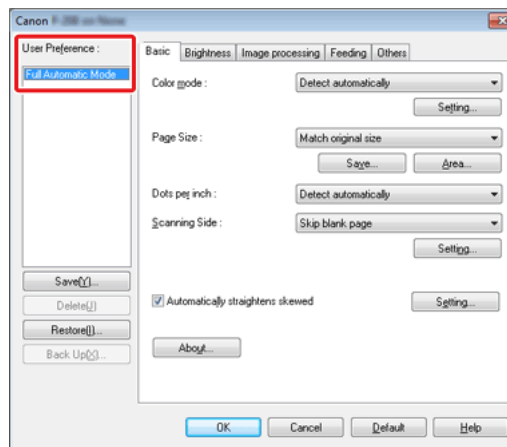 Canon
User Preference :
Full Automatic Mode
Save(Y)...
Delete(J)
Restore(I)...
Back Up(X)...
Basic Brightness Image processing Feeding Others
Color mode : Detect automatically
Setting...
Page Size : Match original size
Save... Area...
Dots per inch : Detect automatically
Scanning Side : Skip blank page
Setting...
Automatically straightens skewed Setting...
About...
OK Cancel Default Help